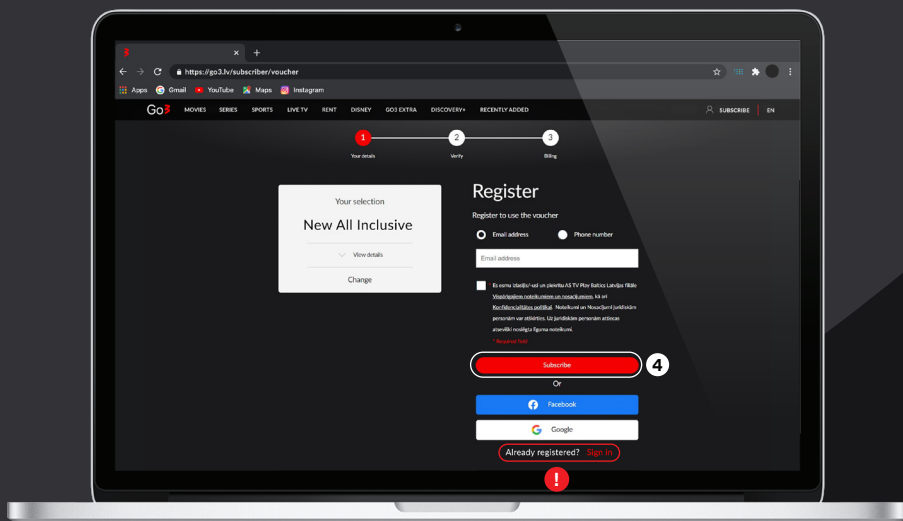 https://go3.lv/subscriber/voucher
Apps Gmail YouTube Maps Instagram
Go3 MOVIES SERIES SPORTS LIVE TV RENT DISNEY GO3 EXTRA DISCOVERY+ RECENTLY ADDED SUBSCRIBE EN
1 2 3
Your details Verify Billing
Your selection
New All Inclusive
View details
Change
Register
Register to use the voucher
Email address Phone number
Email address
Es esmu izlasījis/-usi un piekrītu AS TV Play Baltics Latvijas filiāle
Vispārīgajiem noteikumiem un nosacījumiem, kā arī
Konfidencialitātes politikai. Noteikumi un Nosacījumi juridiskām
personām var atšķirties. Uz juridiskām personām attiecas
atsevišķi noslēgta līguma noteikumi.
* Required field
Subscribe 4
Or
Facebook
Google
Already registered? Sign in
!